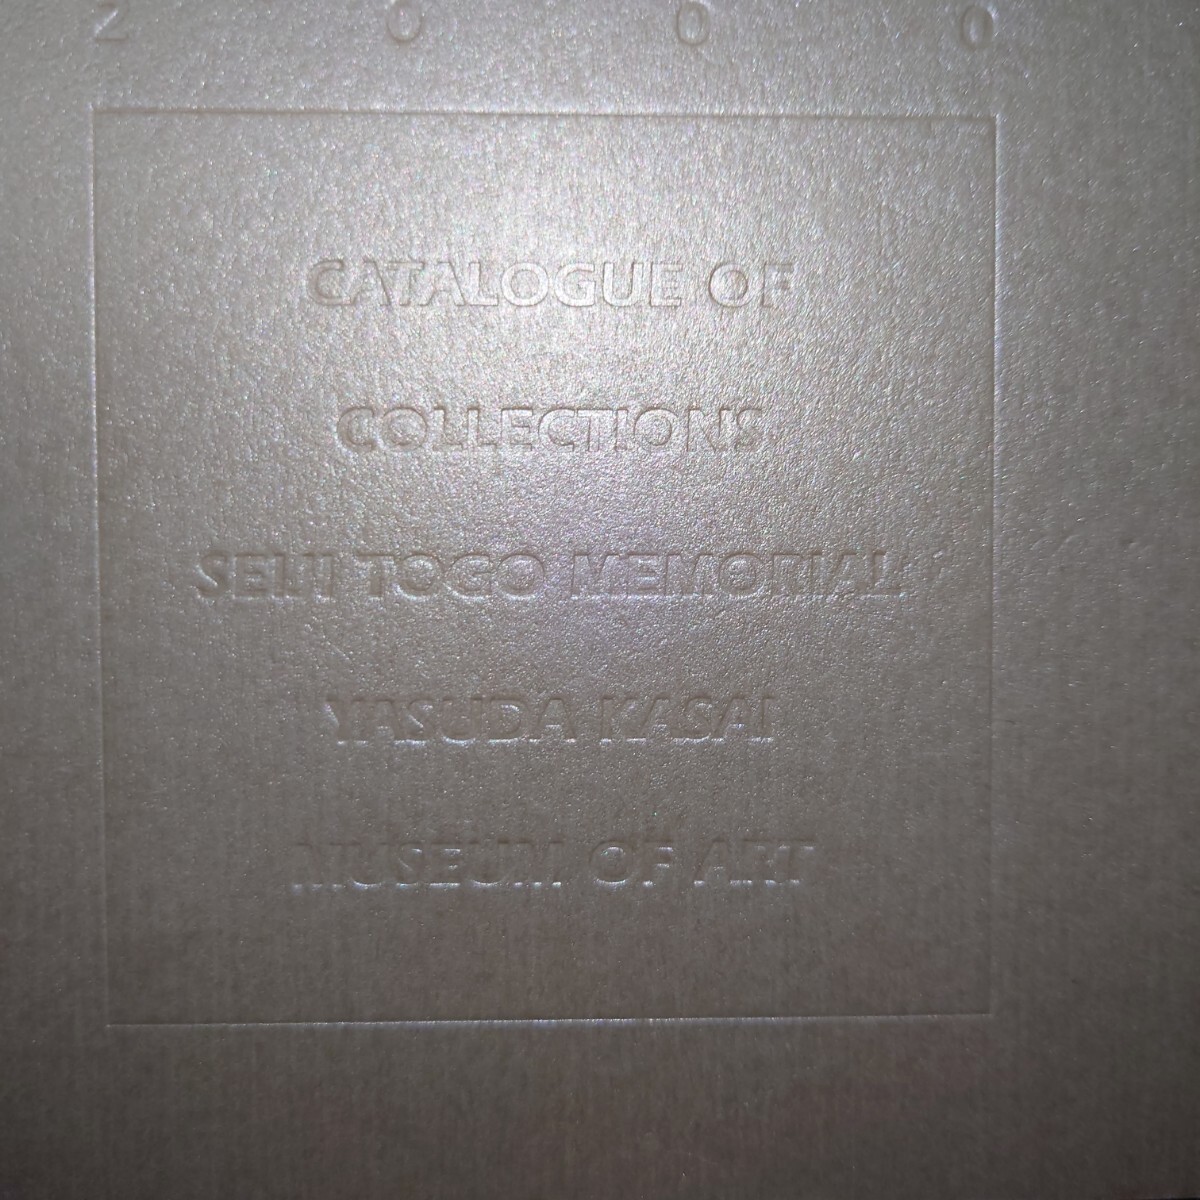 2 0 0 0
CATALOGUE OF
COLLECTIONS
SEIJI TOGO MEMORIAL
YASUDA KASAI
MUSEUM OF ART